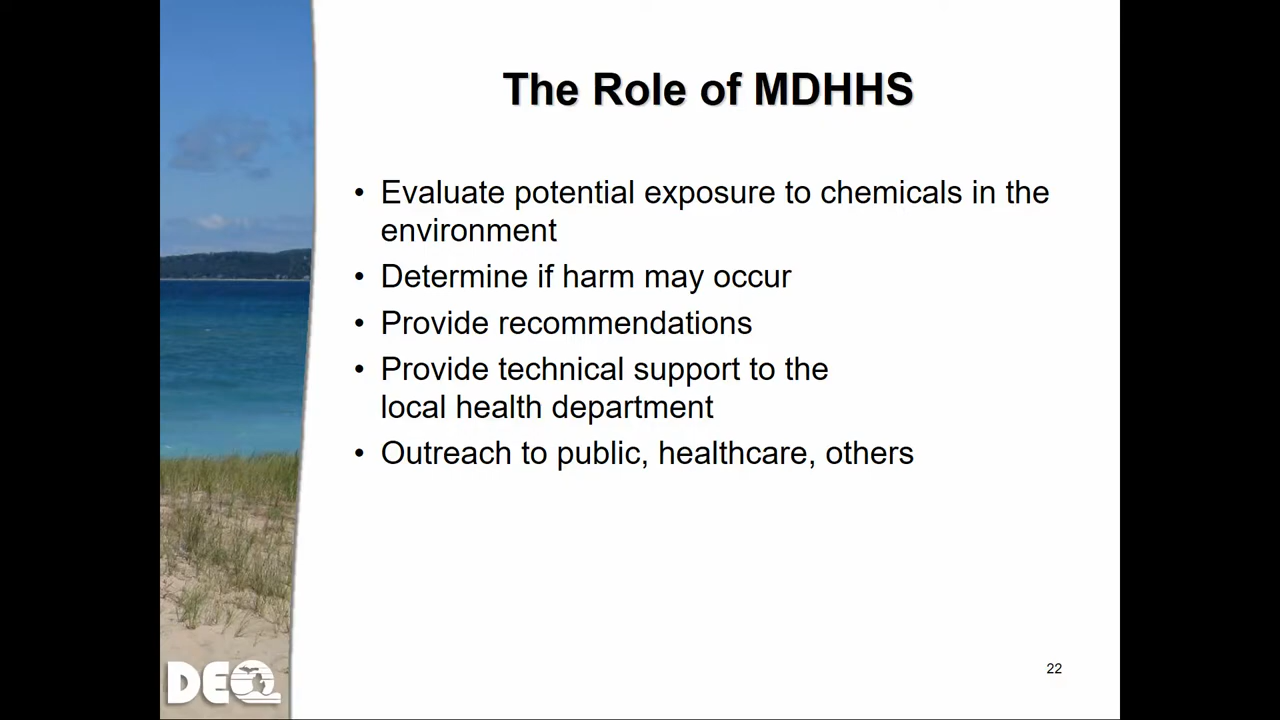 The Role of MDHHS
• Evaluate potential exposure to chemicals in the
environment
• Determine if harm may occur
• Provide recommendations
• Provide technical support to the
local health department
• Outreach to public, healthcare, others
DEQ
22